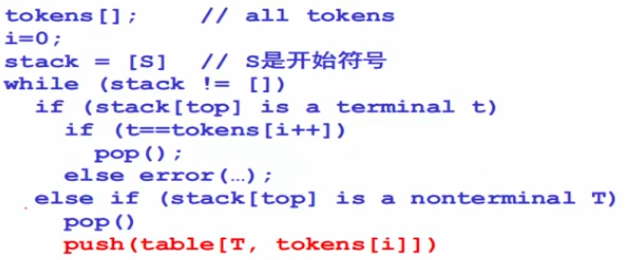 tokens[];    // all tokens
i=0;
stack = [S]  // S是开始符号
while (stack != [])
  if (stack[top] is a terminal t)
    if (t==tokens[i++])
      pop();
    else error(…);
  else if (stack[top] is a nonterminal T)
    pop()
    push(table[T, tokens[i]])